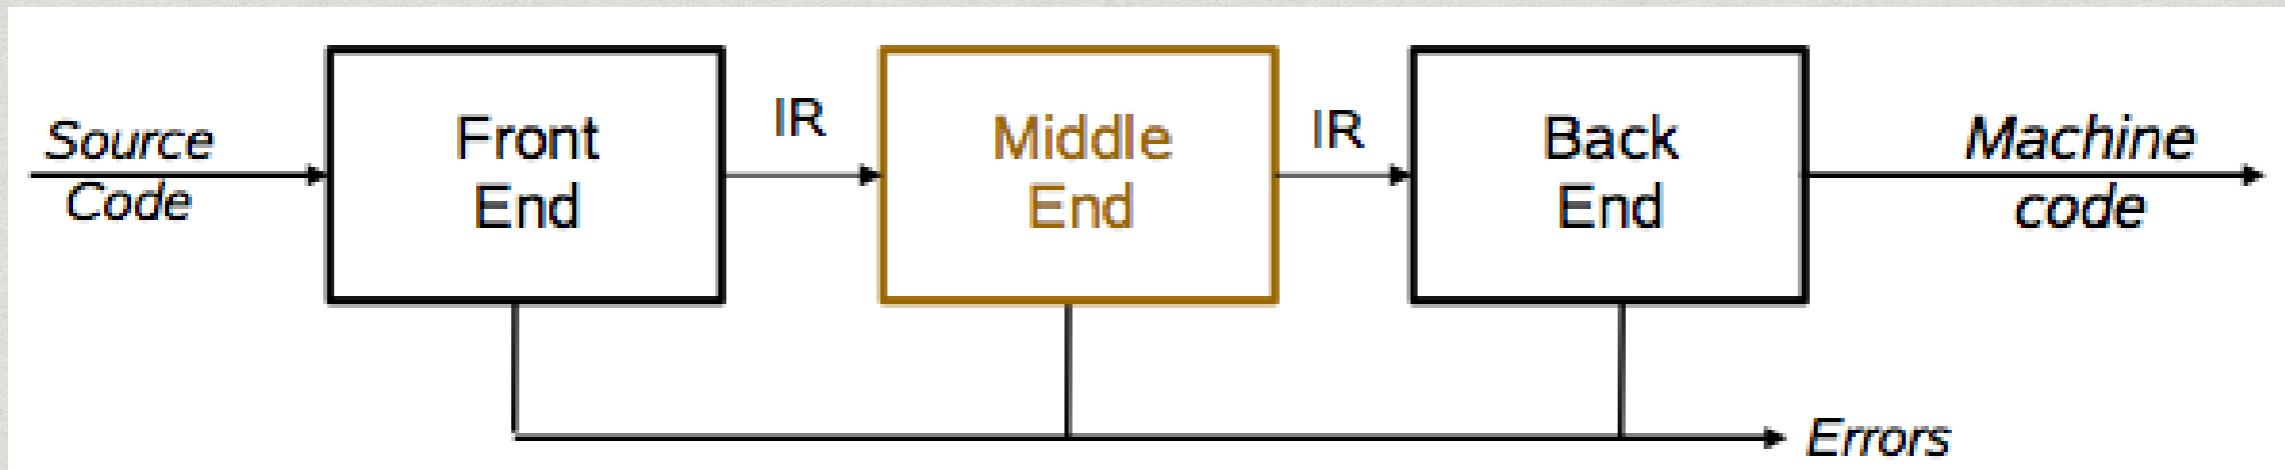 Source
Code
Front
End
IR
Middle
End
IR
Back
End
Machine
code
Errors